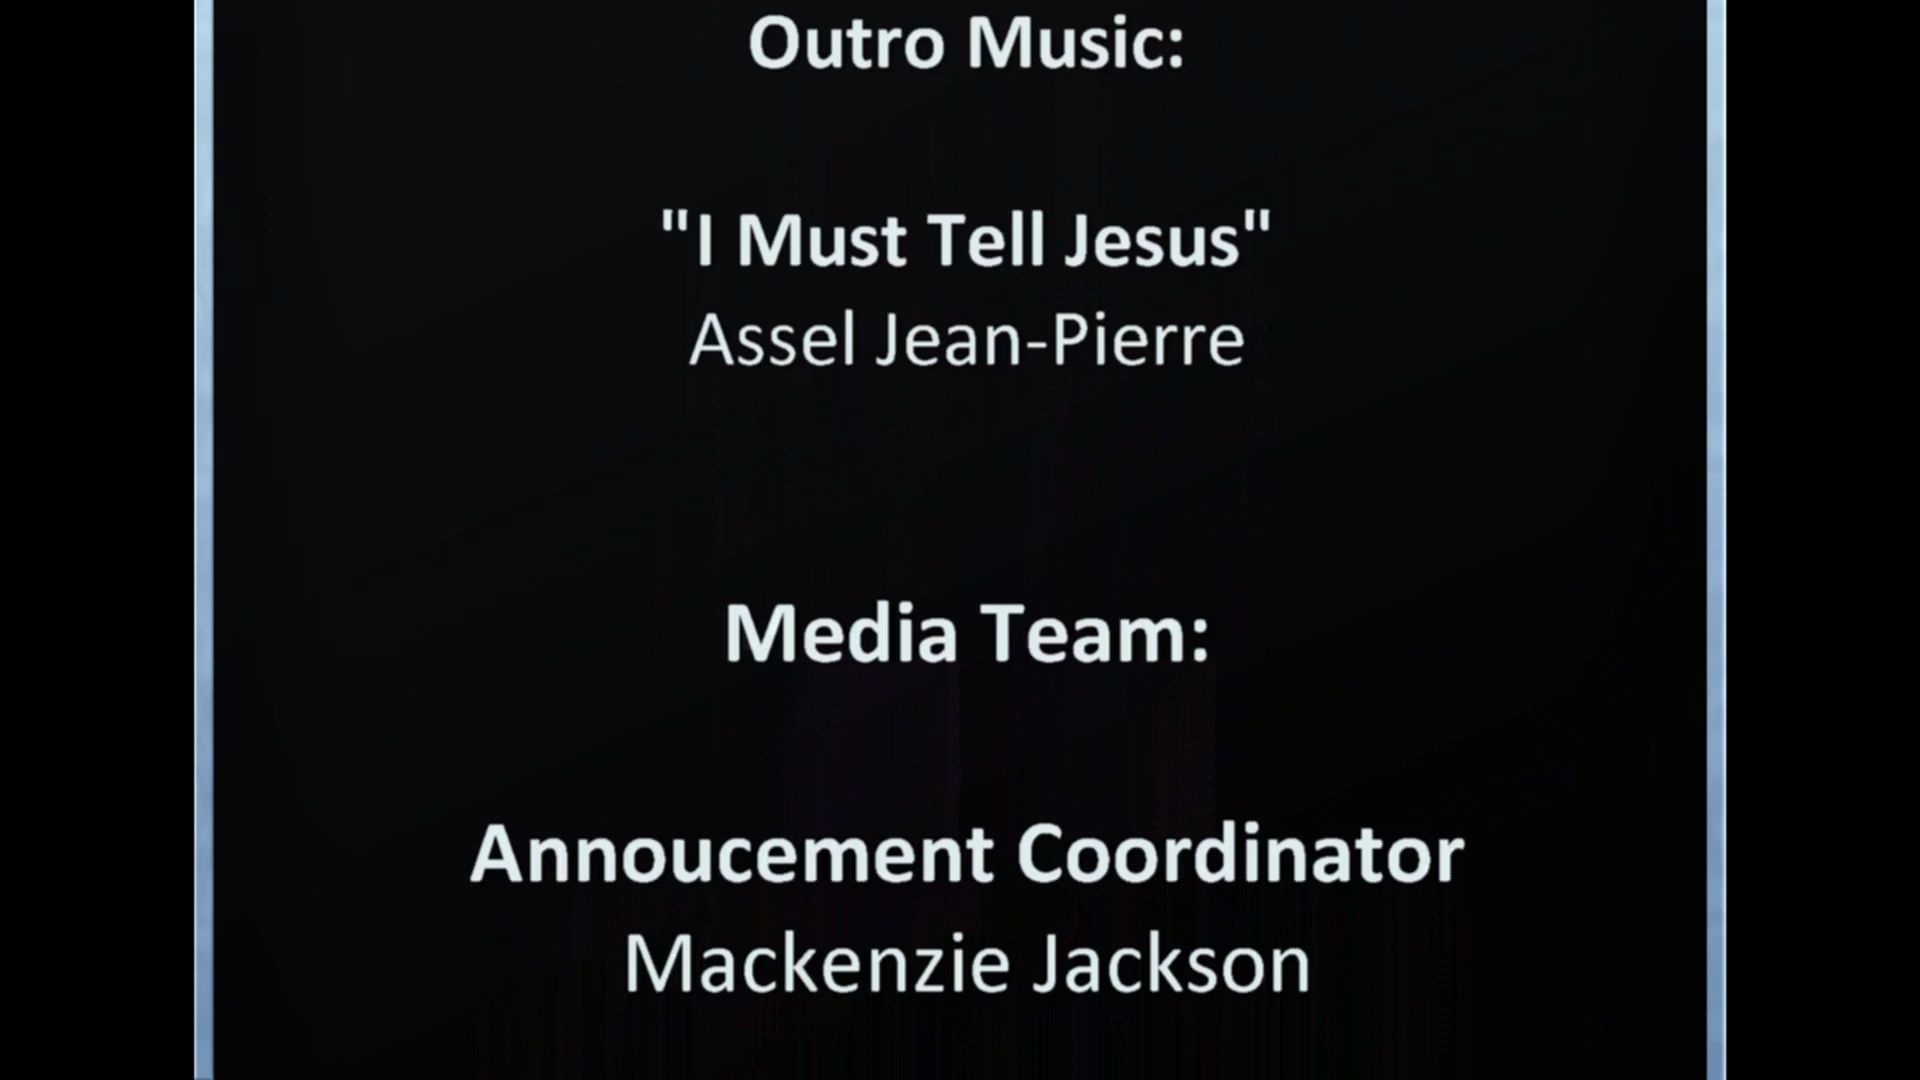 Outro Music:
"I Must Tell Jesus"
Assel Jean-Pierre
Media Team:
Annoucement Coordinator
Mackenzie Jackson